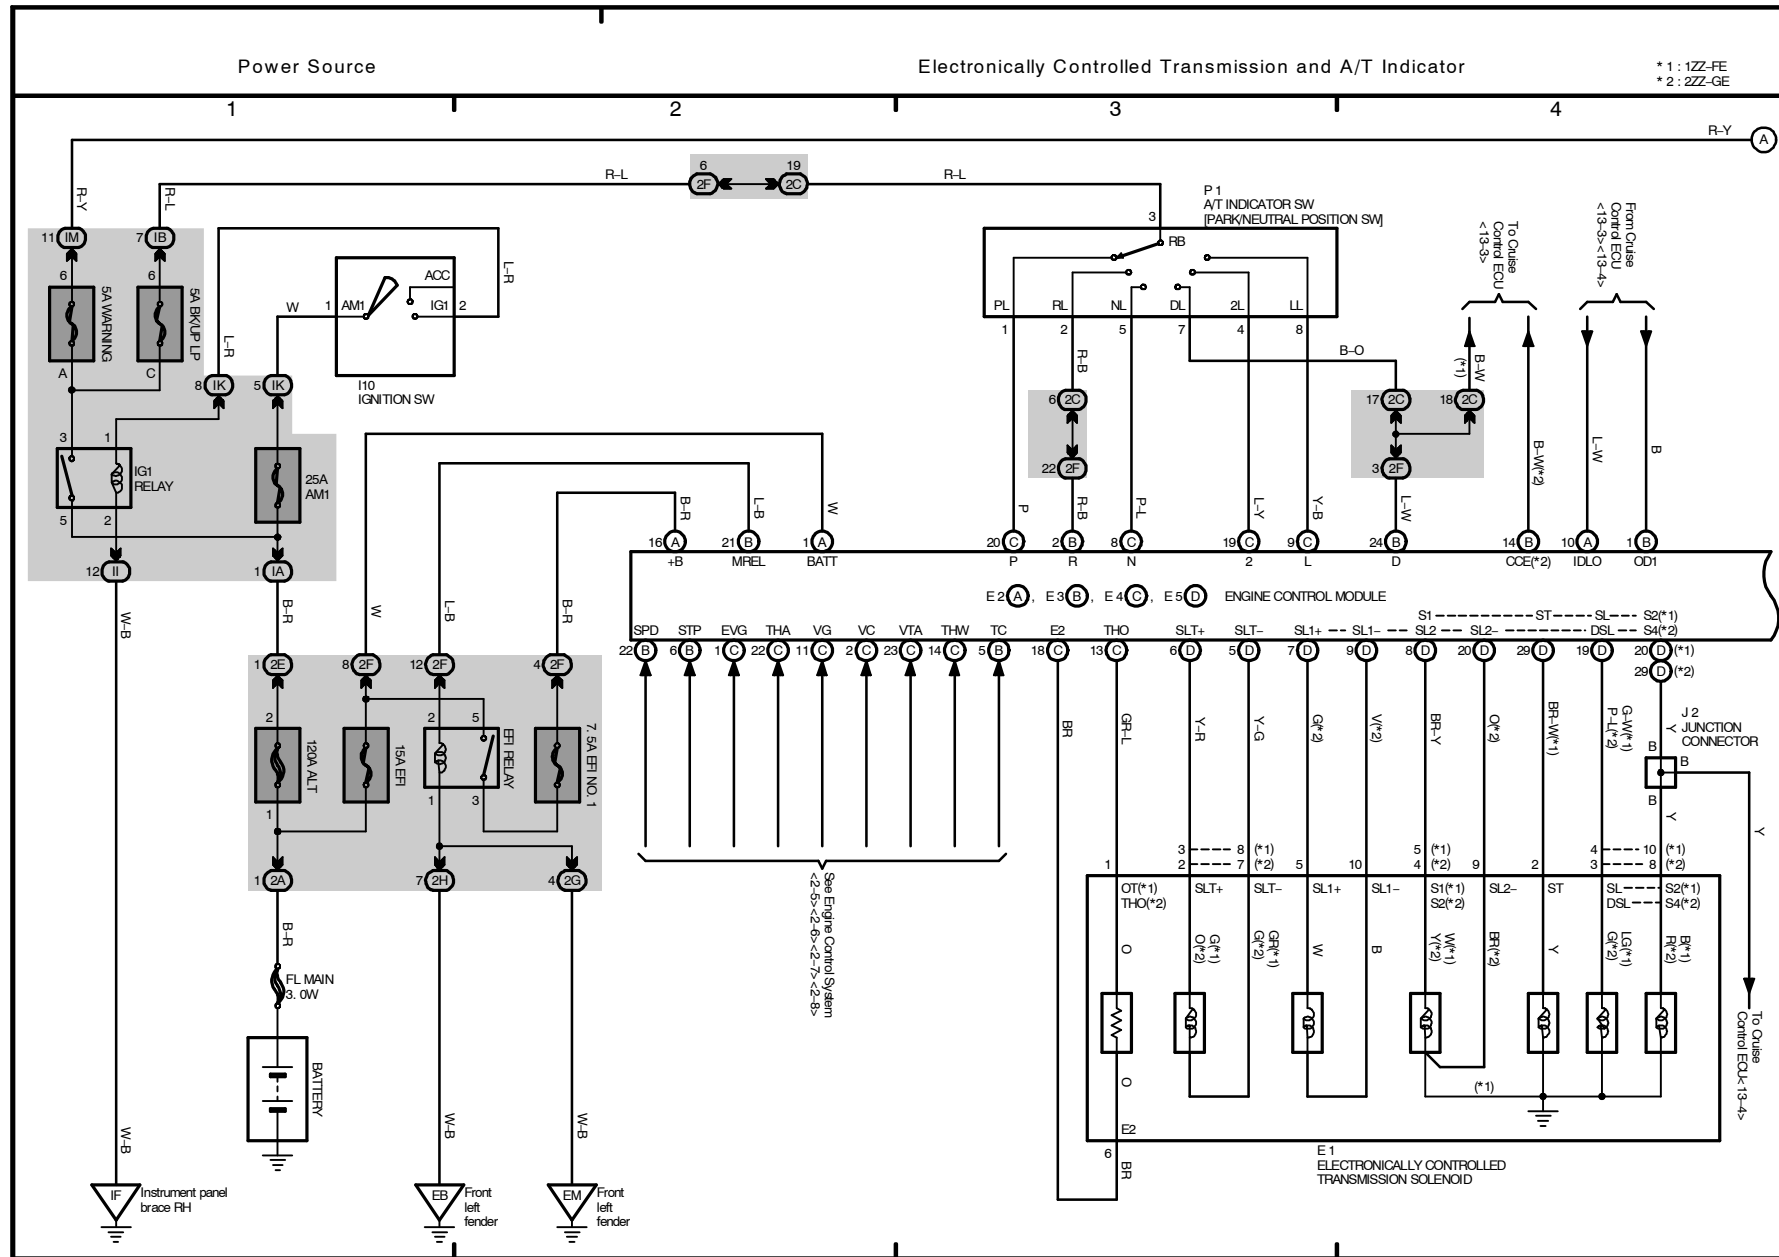 Power Source
Electronically Controlled Transmission and A/T Indicator
* 1 : 1ZZ–FE
* 2 : 2ZZ–GE
1
2
3
4
R–Y
A
R–L
6
2F
19
2C
R–L
R–Y
R–L
11
IM
7
IB
6
6
5A WARNING
5A BK/UP LP
A
C
L–R
L–R
W
1
AM1
ACC
IG1
2
I10
IGNITION SW
8
IK
5
IK
3
1
IG1
RELAY
5
2
25A
AM1
12
II
1
IA
P 1
A/T INDICATOR SW
[PARK/NEUTRAL POSITION SW]
3
RB
PL
RL
NL
DL
2L
LL
1
2
5
7
4
8
To Cruise
Control ECU
<13–3>
From Cruise
Control ECU
<13–3><13–4>
R–B
B–O
B–W
(*1)
6
2C
22
2F
17
2C
18
2C
3
2F
B–W(*2)
L–W
B
B–R
L–B
W
P
R–B
P–L
L–Y
Y–B
L–W
16
A
21
B
1
A
20
C
2
B
8
C
19
C
9
C
24
B
14
B
10
A
1
B
+B
MREL
BATT
P
R
N
2
L
D
CCE(*2)
IDLO
OD1
E 2
A
,
E 3
B
,
E 4
C
,
E 5
D
ENGINE CONTROL MODULE
S1
ST
SL
S2(*1)
SPD
STP
EVG
THA
VG
VC
VTA
THW
TC
E2
THO
SLT+
SLT–
SL1+
SL1–
SL2
SL2–
DSL
S4(*2)
22
B
6
B
1
C
22
C
11
C
2
C
23
C
14
C
5
B
18
C
13
C
6
D
5
D
7
D
9
D
8
D
20
D
29
D
19
D
20
D
(*1)
29
D
(*2)
W–B
B–R
W
L–B
B–R
1
2E
8
2F
12
2F
4
2F
2
120A ALT
1
15A EFI
2
5
EFI RELAY
1
3
7. 5A EFI NO. 1
1
2A
7
2H
4
2G
B–R
FL MAIN
3. 0W
BATTERY
W–B
W–B
W–B
IF
Instrument panel
brace RH
EB
Front
left
fender
EM
Front
left
fender
See Engine Control System
<2–5><2–6><2–7><2–8>
BR
GR–L
Y–R
Y–G
G(*2)
V(*2)
BR–Y
O(*2)
BR–W(*1)
G–W(*1)
P–L(*2)
Y
J 2
JUNCTION
CONNECTOR
B
B
B
Y
Y
1
3
8
(*1)
2
7
(*2)
5
10
5
(*1)
4
(*2)
9
2
4
10
(*1)
3
8
(*2)
OT(*1)
THO(*2)
SLT+
SLT–
SL1+
SL1–
S1(*1)
S2(*2)
SL2–
ST
SL
S2(*1)
DSL
S4(*2)
O
G(*1)
O(*2)
GR(*1)
G(*2)
W
B
W(*1)
Y(*2)
BR(*2)
Y
LG(*1)
G(*2)
B(*1)
R(*2)
O
(*1)
E2
6
BR
E 1
ELECTRONICALLY CONTROLLED
TRANSMISSION SOLENOID
To Cruise
Control ECU<13–4>